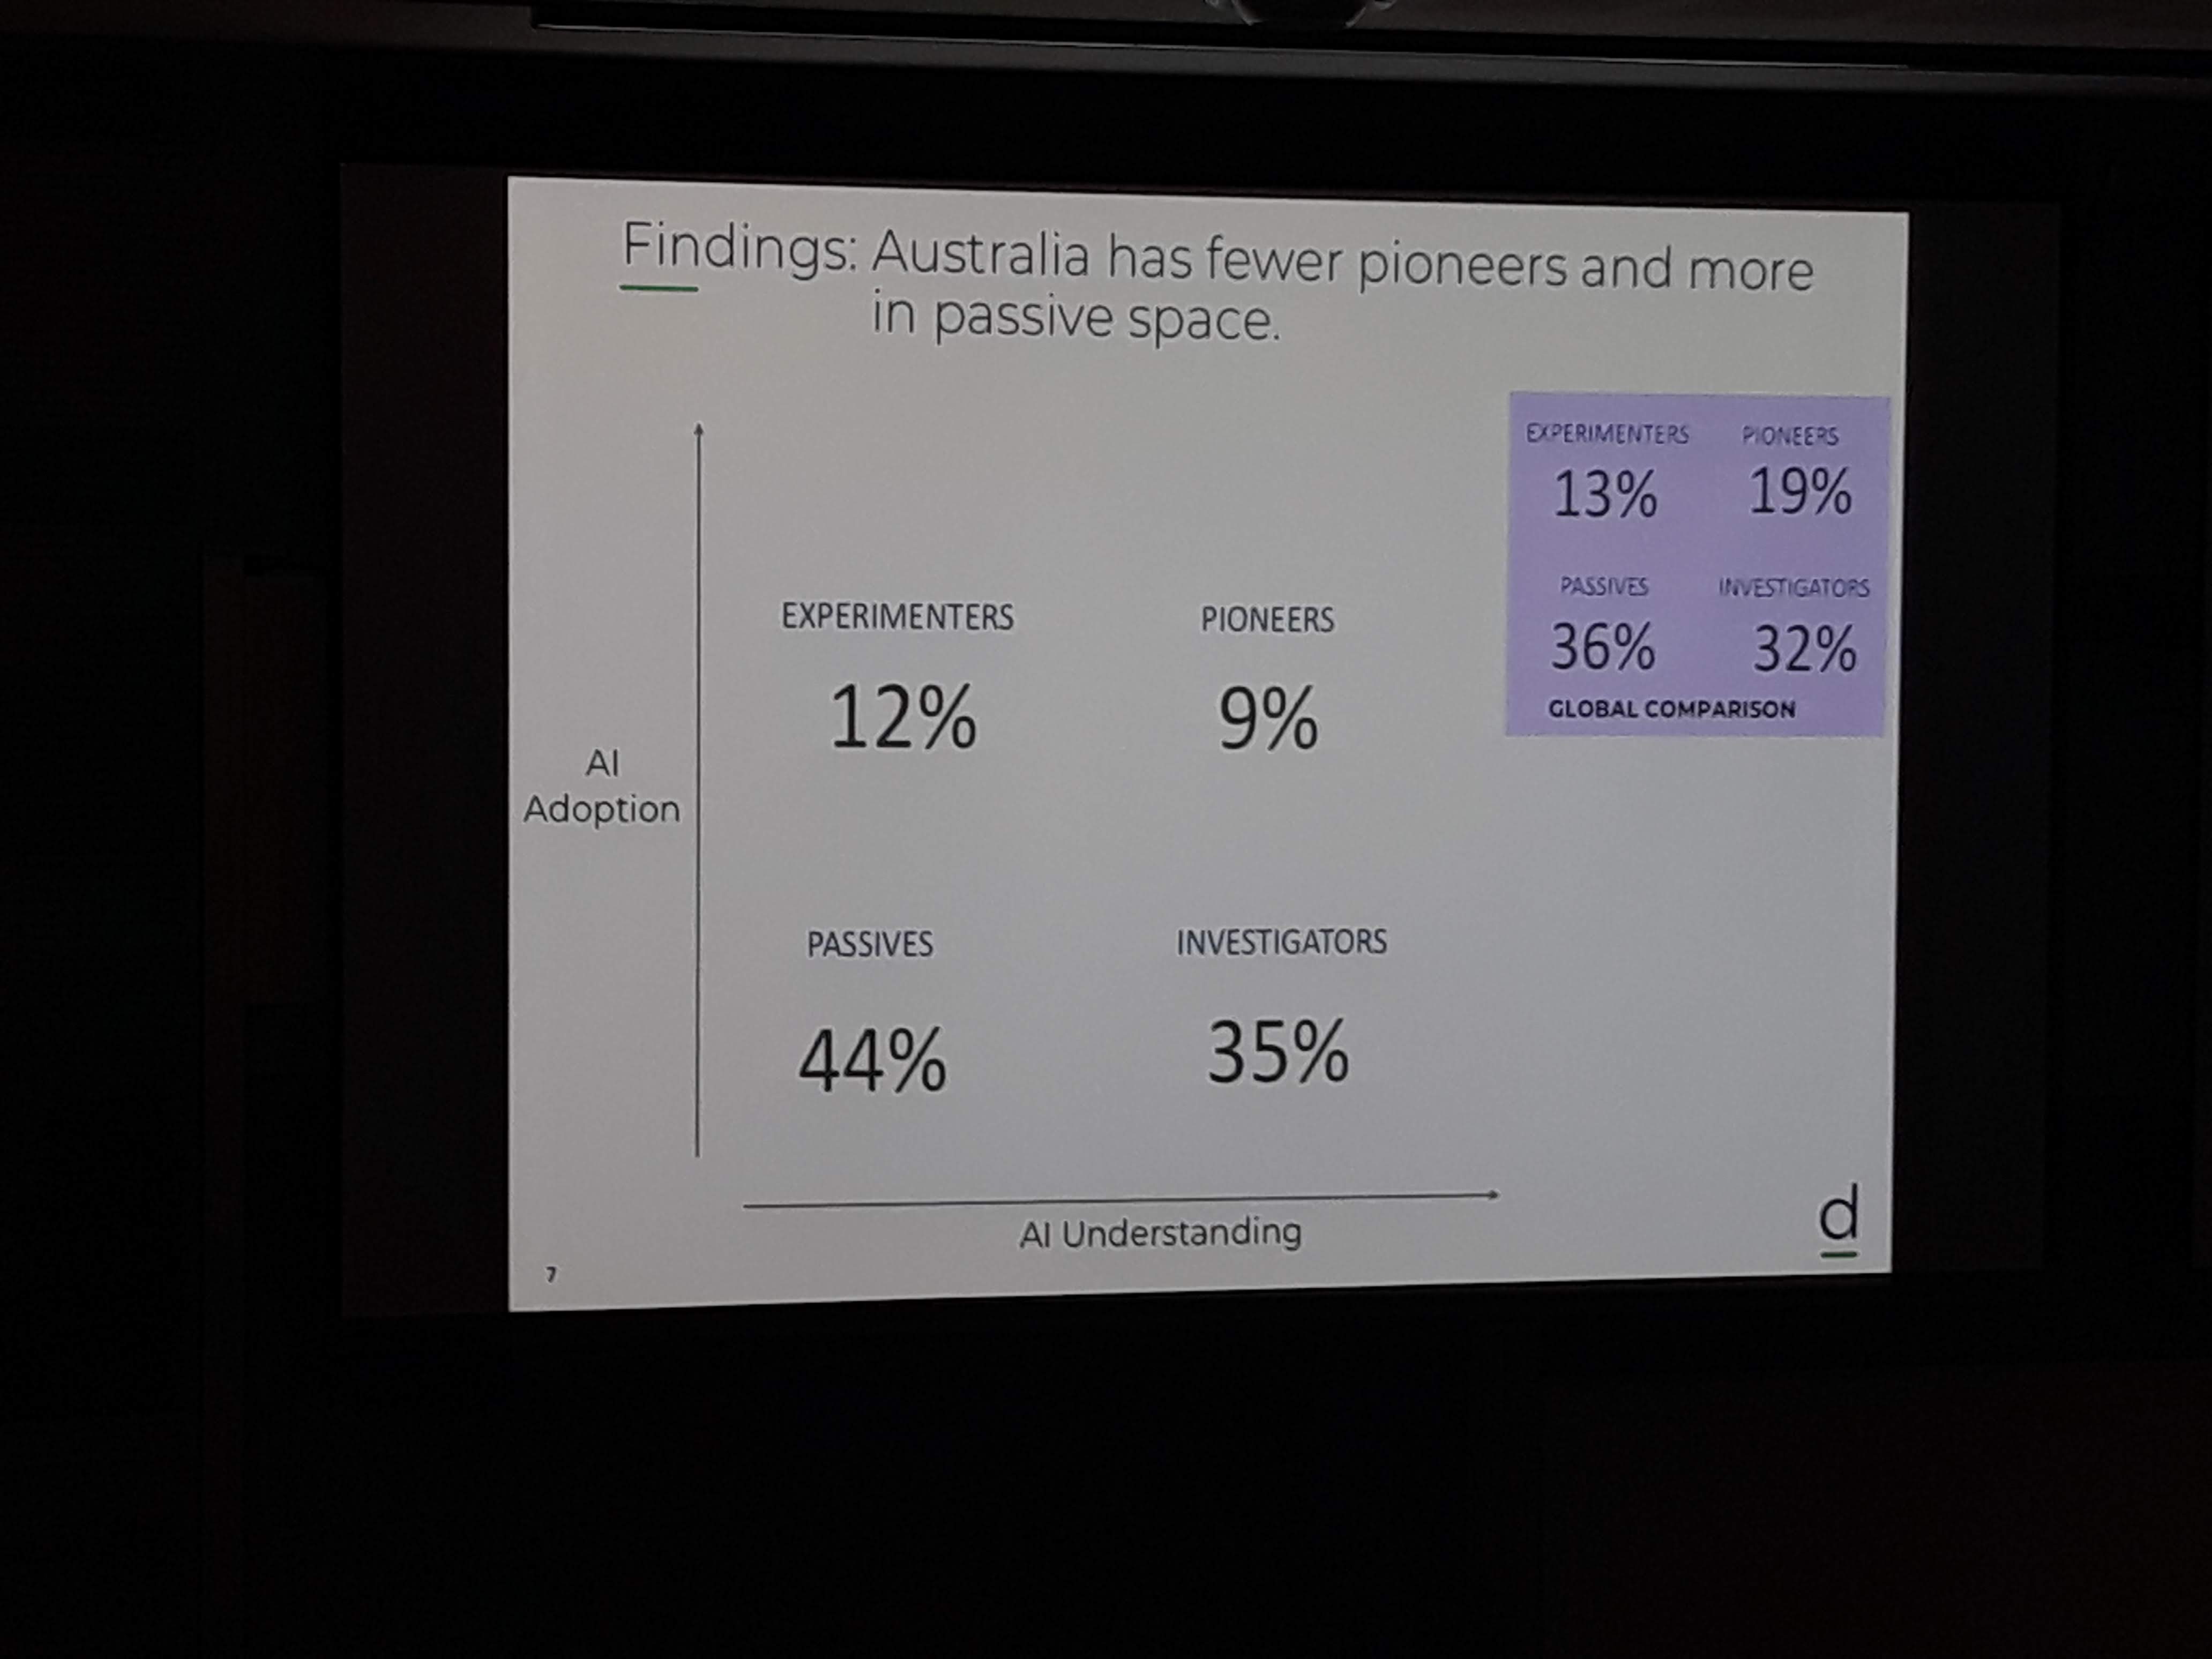 Findings: Australia has fewer pioneers and more
in passive space.
EXPERIMENTERS PIONEERS
13% 19%
PASSIVES INVESTIGATORS
36% 32%
GLOBAL COMPARISON
EXPERIMENTERS PIONEERS
12% 9%
AI
Adoption
PASSIVES INVESTIGATORS
44% 35%
AI Understanding
d
7